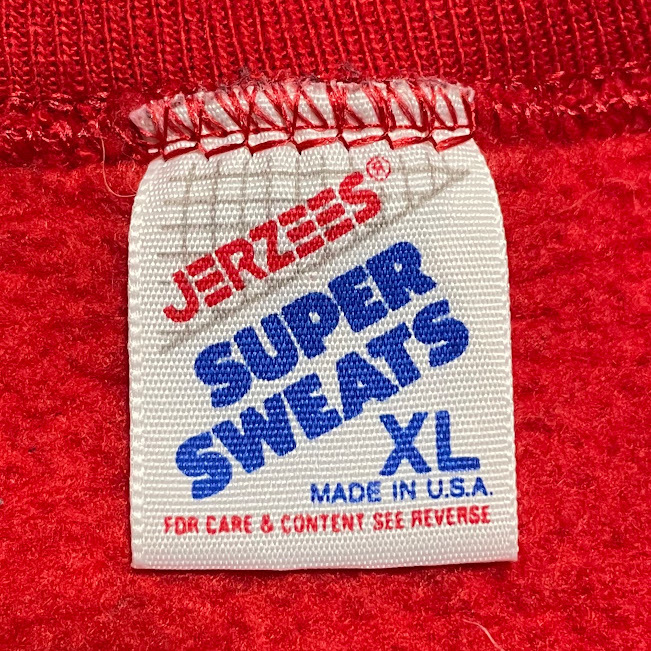 JERZEES®
SUPER
SWEATS
XL
MADE IN U.S.A.
FOR CARE & CONTENT SEE REVERSE